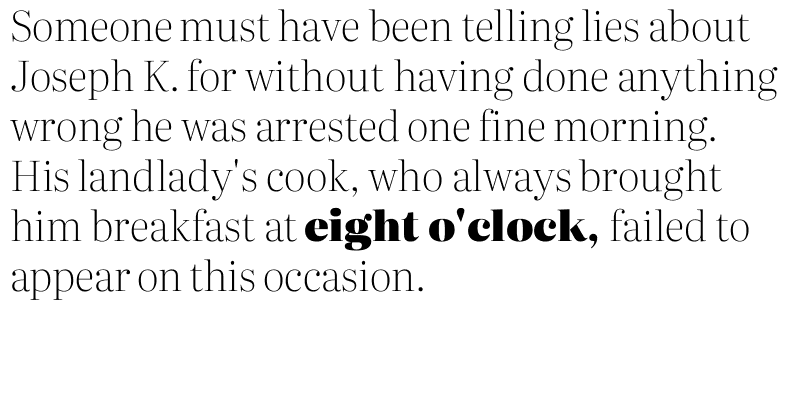 Someone must have been telling lies about
Joseph K. for without having done anything
wrong he was arrested one fine morning.
His landlady's cook, who always brought
him breakfast at eight o'clock, failed to
appear on this occasion.